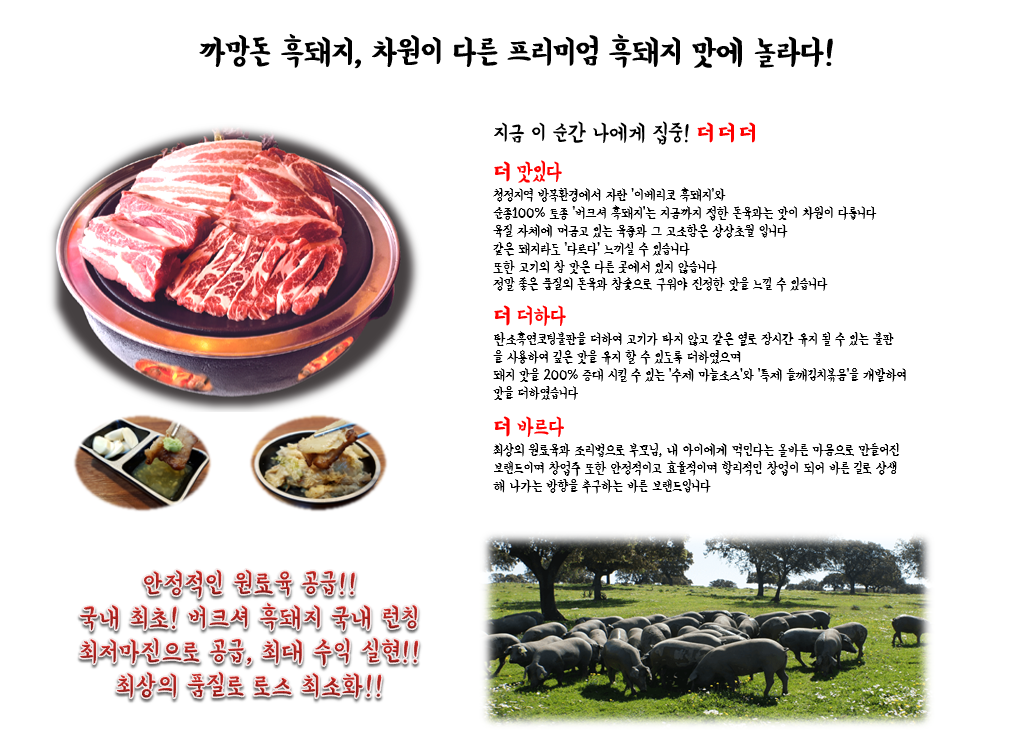 까망돈 흑돼지, 차원이 다른 프리미엄 흑돼지 맛에 놀라다!
지금 이 순간 나에게 집중! 더 더 더
더 맛있다
청정지역 방목환경에서 자란 '이베리코 흑돼지'와
순종100% 토종 '버크셔 흑돼지'는 지금까지 접한 돈육과는 맛이 차원이 다릅니다
육질 자체에 머금고 있는 육즙과 그 고소함은 상상초월 입니다
같은 돼지라도 '다르다' 느끼실 수 있습니다
또한 고기의 참 맛은 다른 곳에서 있지 않습니다
정말 좋은 품질의 돈육과 참숯으로 구워야 진정한 맛을 느낄 수 있습니다
더 더하다
탄소흑연코팅불판을 더하여 고기가 타지 않고 같은 열로 장시간 유지 될 수 있는 불판
을 사용하여 깊은 맛을 유지 할 수 있도록 더하였으며
돼지 맛을 200% 증대 시킬 수 있는 '수제 마늘소스'와 '특제 들깨김치볶음'을 개발하여
맛을 더하였습니다
더 바르다
최상의 원료육과 조리법으로 부모님, 내 아이에게 먹인다는 올바른 마음으로 만들어진
브랜드이며 창업주 또한 안정적이고 효율적이며 합리적인 창업이 되어 바른 길로 상생
해 나가는 방향을 추구하는 바른 브랜드입니다
안정적인 원료육 공급!!
국내 최초! 버크셔 흑돼지 국내 런칭
최저마진으로 공급, 최대 수익 실현!!
최상의 품질로 로스 최소화!!